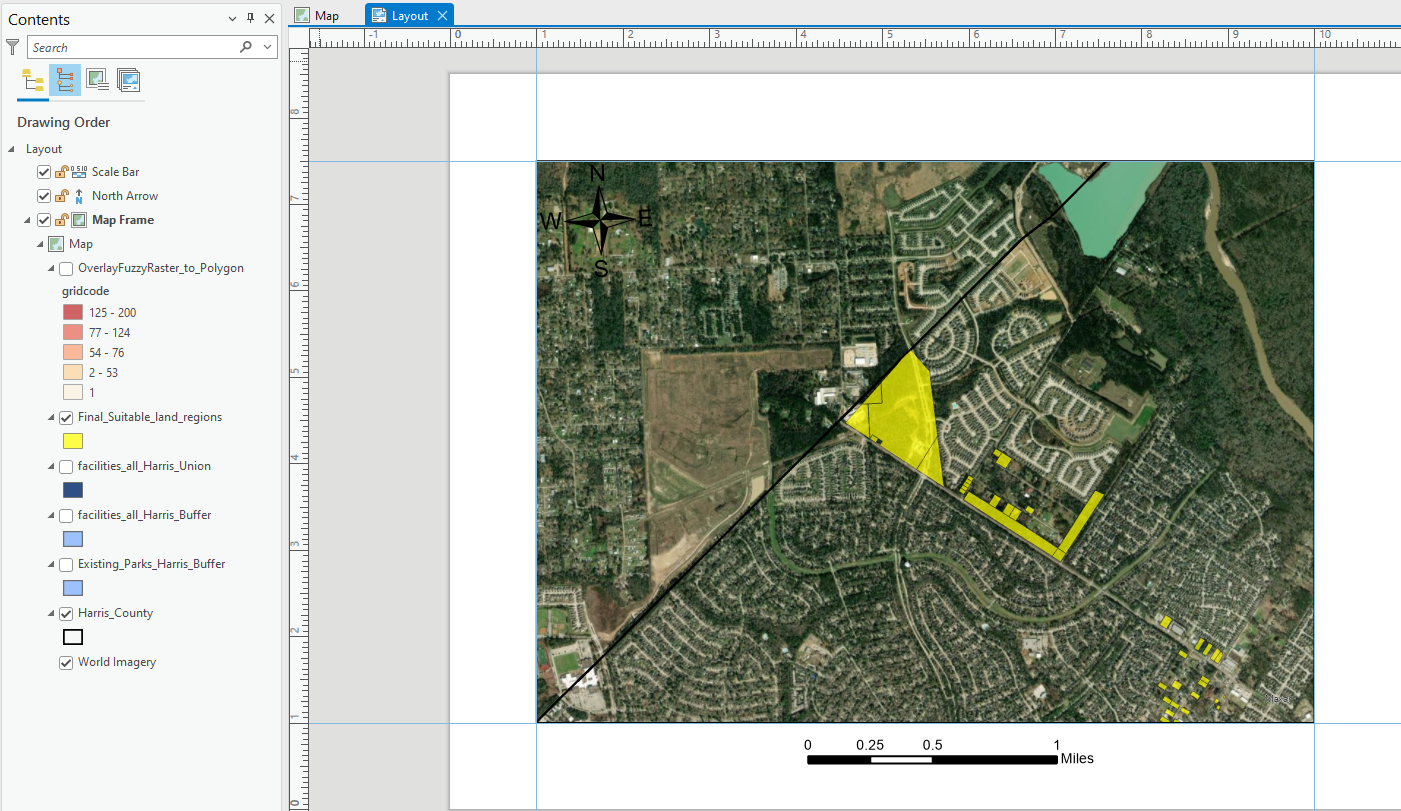 Contents
Map
Layout
Search
-1 0 1 2 3 4 5 6 7 8 9 10
8
7
6
5
4
3
2
1
0
Drawing Order
Layout
Scale Bar
N
North Arrow
Map Frame
Map
OverlayFuzzyRaster_to_Polygon
gridcode
125 - 200
77 - 124
54 - 76
2 - 53
1
Final_Suitable_land_regions
facilities_all_Harris_Union
facilities_all_Harris_Buffer
Existing_Parks_Harris_Buffer
Harris_County
World Imagery
N
W E
S
Maxar
0 0.25 0.5 1
Miles